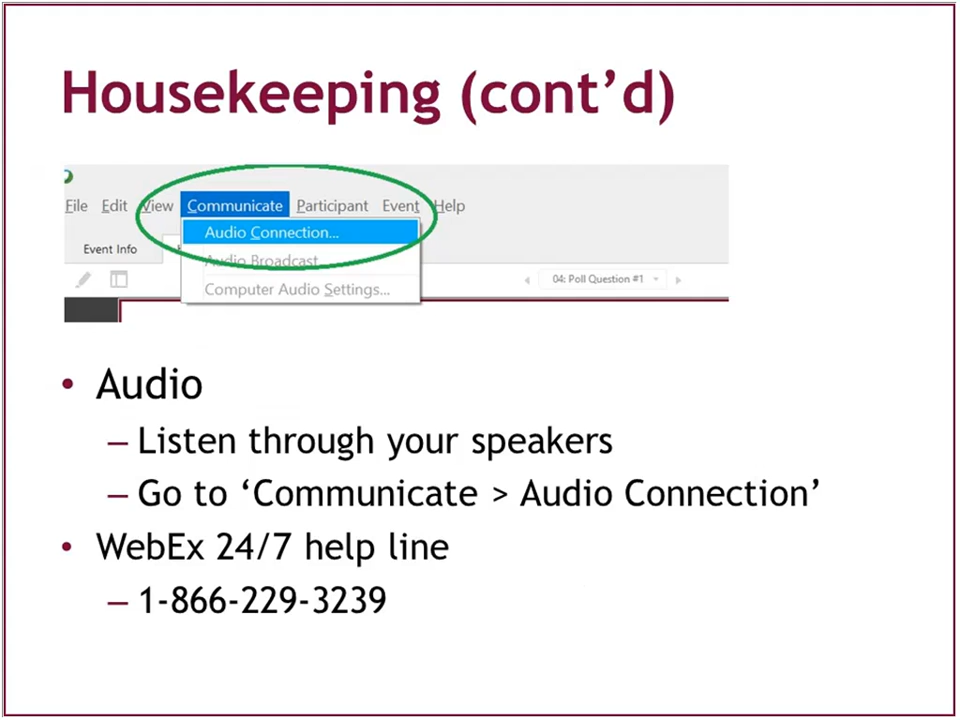 Housekeeping (cont’d)
File Edit View Communicate Participant Event Help
Audio Connection...
Event Info
Audio Broadcast...
04: Poll Question #1
Computer Audio Settings...
• Audio
– Listen through your speakers
– Go to ‘Communicate > Audio Connection’
• WebEx 24/7 help line
– 1-866-229-3239